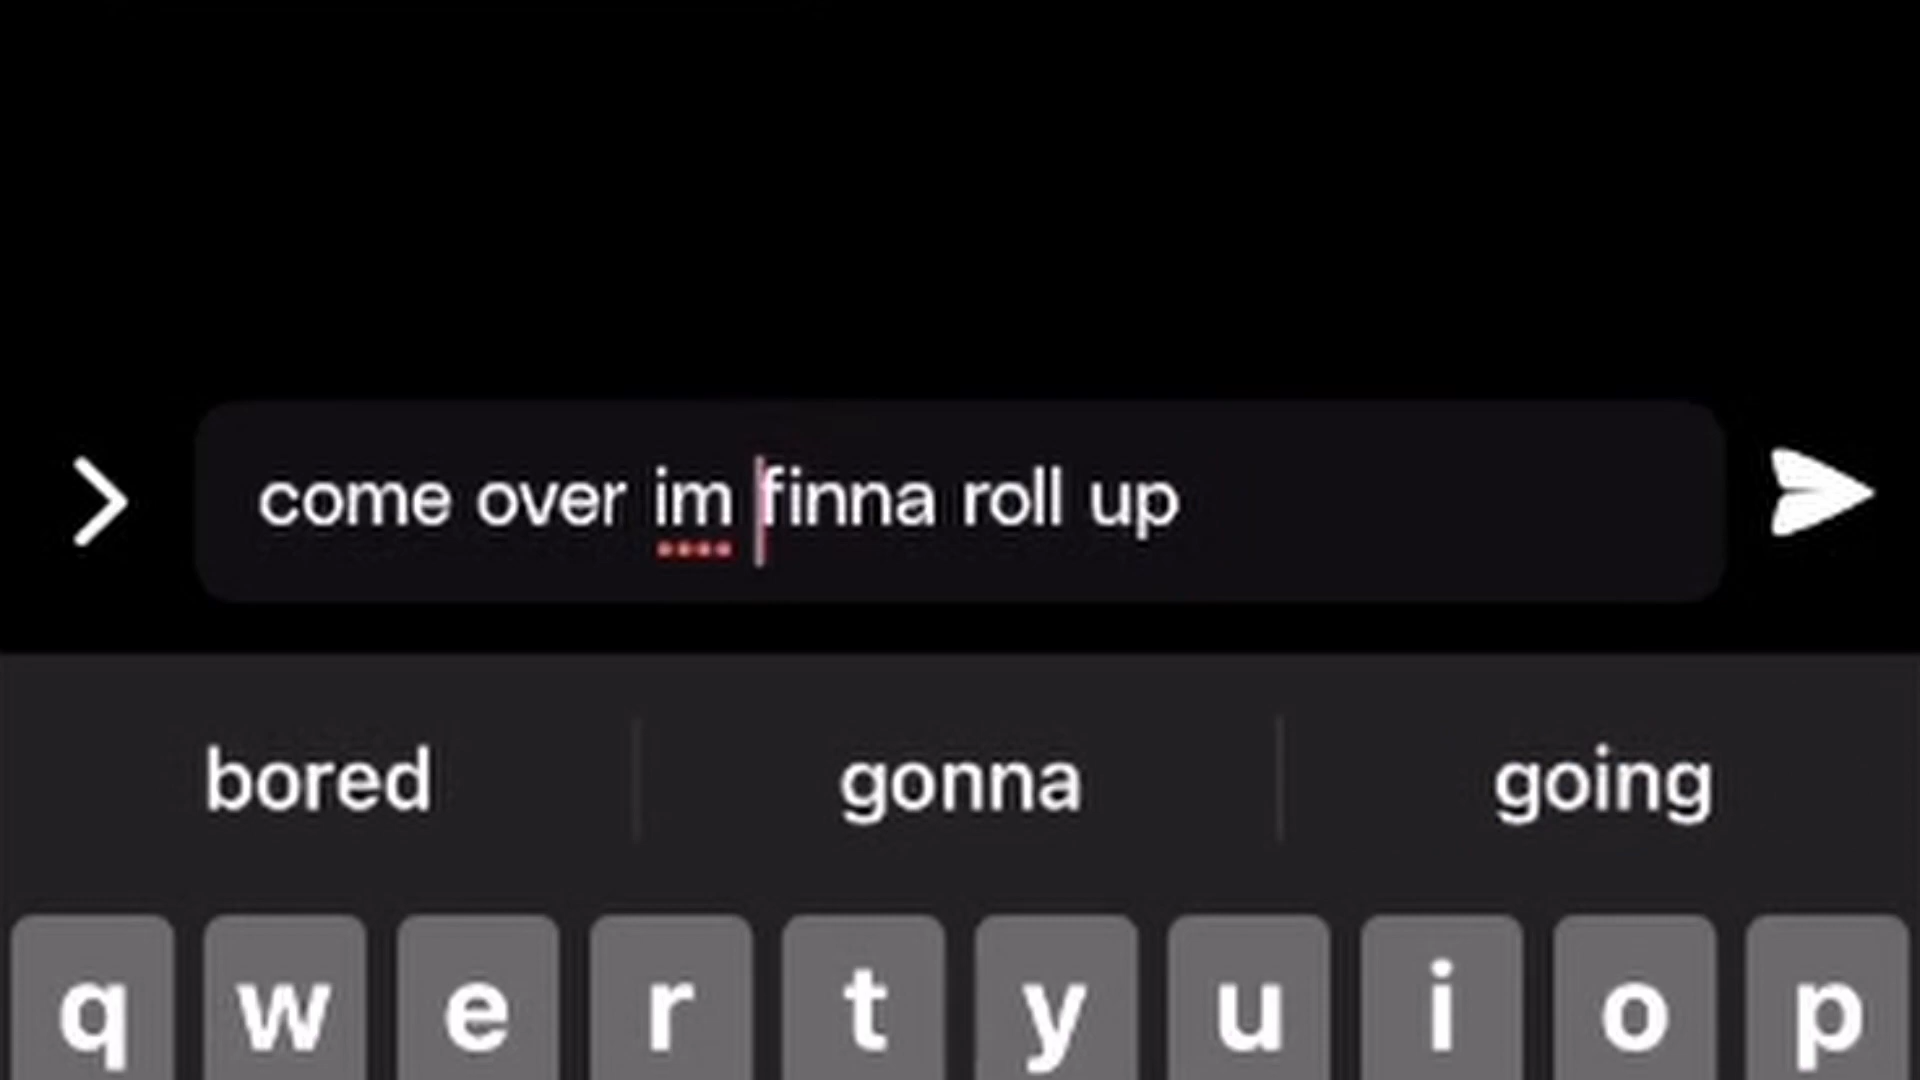 come over im finna roll up
bored gonna going
q w e r t y u i o p